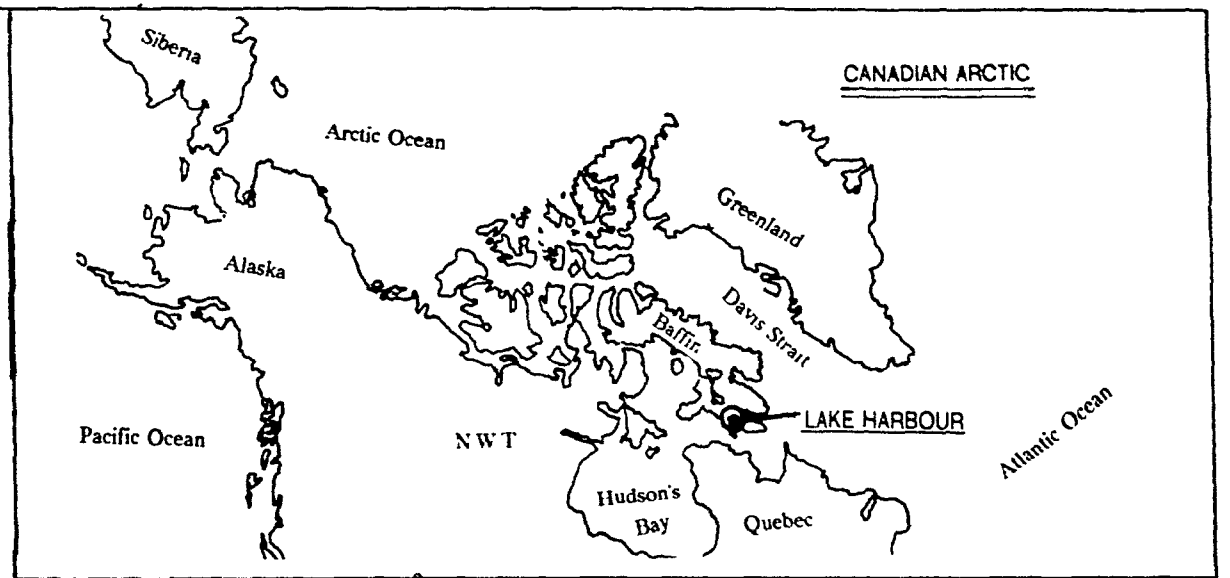 Siberia
CANADIAN ARCTIC
Arctic Ocean
Greenland
Alaska
Davis Strait
Baffin.
LAKE HARBOUR
Pacific Ocean
NWT
Atlantic Ocean
Hudson's
Bay
Quebec